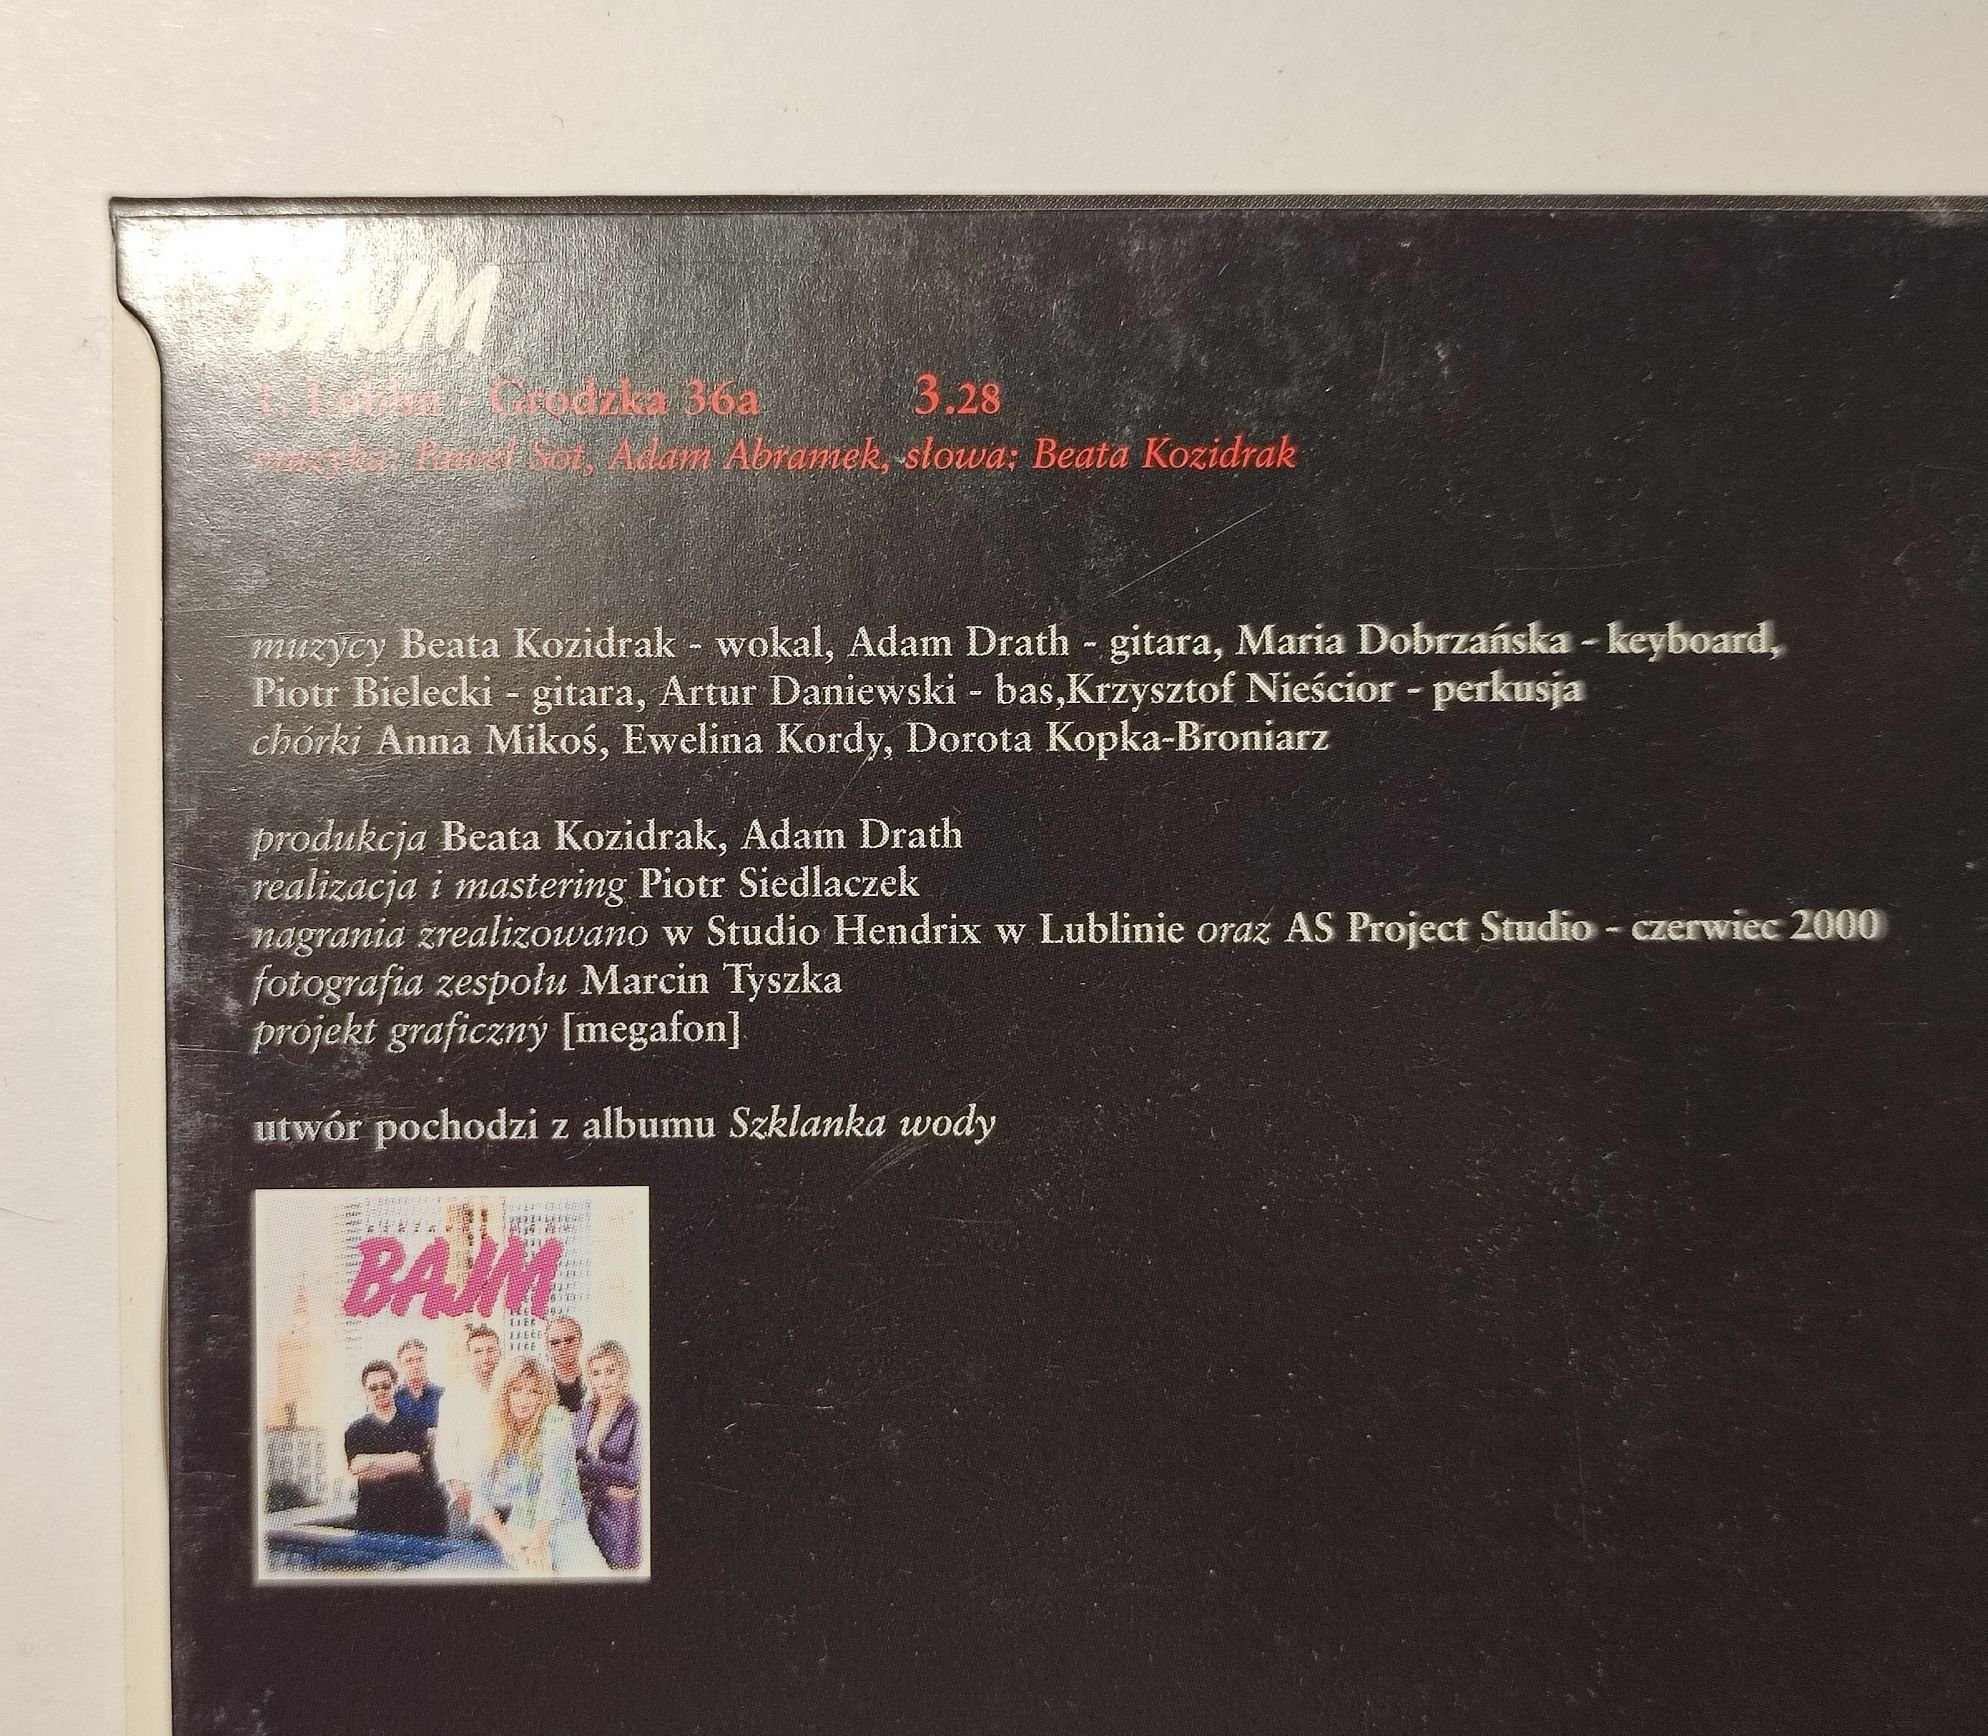 BAJM
1. Lublin - Grodzka 36a 3.28
muzyka: Paweł Sot, Adam Abramek, słowa: Beata Kozidrak
muzycy Beata Kozidrak - wokal, Adam Drath - gitara, Maria Dobrzańska - keyboard,
Piotr Bielecki - gitara, Artur Daniewski - bas,Krzysztof Nieścior - perkusja
chórki Anna Mikoś, Ewelina Kordy, Dorota Kopka-Broniarz
produkcja Beata Kozidrak, Adam Drath
realizacja i mastering Piotr Siedlaczek
nagrania zrealizowano w Studio Hendrix w Lublinie oraz AS Project Studio - czerwiec 2000
fotografia zespołu Marcin Tyszka
projekt graficzny [megafon]
utwór pochodzi z albumu Szklanka wody
BAJM